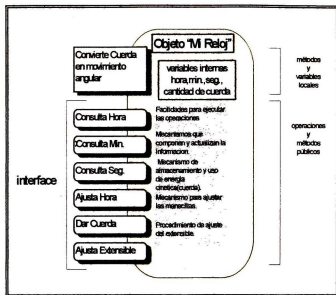 Objeto "Mi Reloj"
Convierte Cuerda
en movimiento
angular
variables internas
hora,min.,seg.,
cantidad de cuerda
métodos
y
variables
locales
interface
Consulta Hora
Consulta Min.
Consulta Seg.
Ajusta Hora
Dar Cuerda
Ajusta Extensible
Facilidades para ejecutar
las operaciones
Mecanismos que
componen y actualizan la
informacion.
Mecanismo de
almacenamiento y uso
de energia
cinetica(cuerda).
Mecanismo para ajustar
las manecillas.
Procedimiento de ajuste
del extensible.
operaciones
y
métodos
públicos